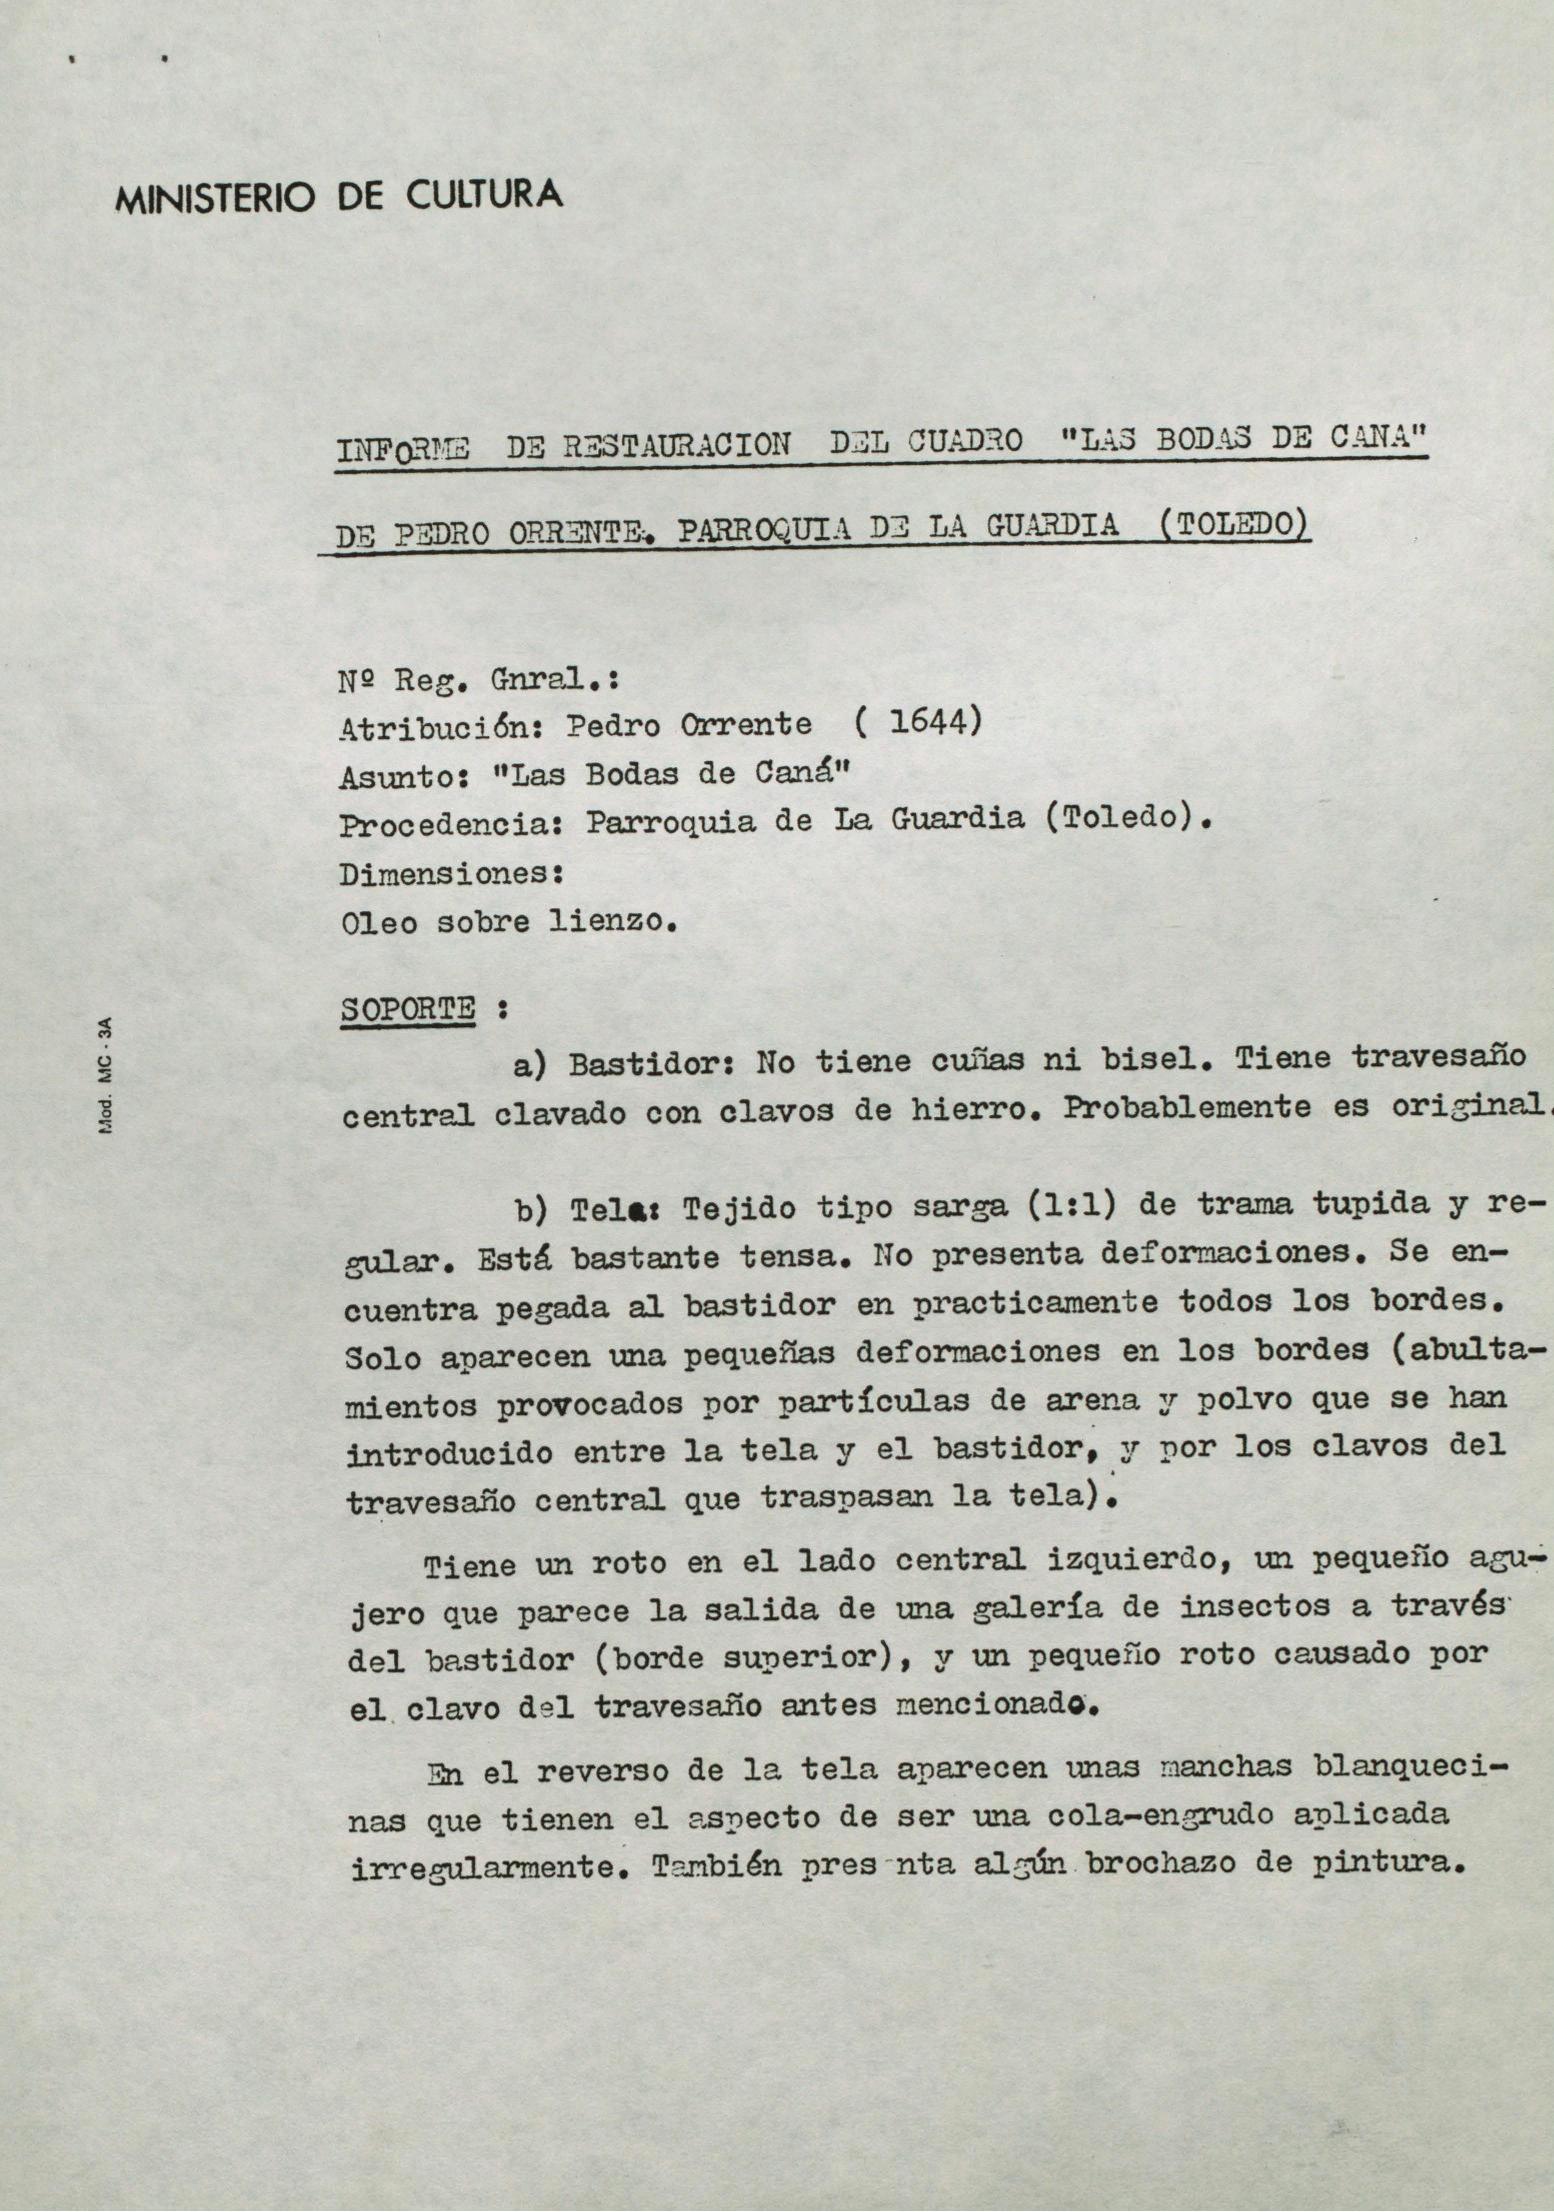 MINISTERIO DE CULTURA
INFORME DE RESTAURACION DEL CUADRO "LAS BODAS DE CANA"
DE PEDRO ORRENTE. PARROQUIA DE LA GUARDIA (TOLEDO)
Nº Reg. Gnral.:
Atribución: Pedro Orrente ( 1644)
Asunto: "Las Bodas de Caná"
Procedencia: Parroquia de La Guardia (Toledo).
Dimensiones:
Oleo sobre lienzo.
SOPORTE :
a) Bastidor: No tiene cuñas ni bisel. Tiene travesaño
central clavado con clavos de hierro. Probablemente es original.
b) Tela: Tejido tipo sarga (1:1) de trama tupida y re-
gular. Está bastante tensa. No presenta deformaciones. Se en-
cuentra pegada al bastidor en practicamente todos los bordes.
Solo aparecen una pequeñas deformaciones en los bordes (abulta-
mientos provocados por partículas de arena y polvo que se han
introducido entre la tela y el bastidor, y por los clavos del
travesaño central que traspasan la tela).
Tiene un roto en el lado central izquierdo, un pequeño agu-
jero que parece la salida de una galería de insectos a través
del bastidor (borde superior), y un pequeño roto causado por
el clavo del travesaño antes mencionado.
En el reverso de la tela aparecen unas manchas blanqueci-
nas que tienen el aspecto de ser una cola-engrudo aplicada
irregularmente. También presenta algún brochazo de pintura.
Mod. MC - 3A